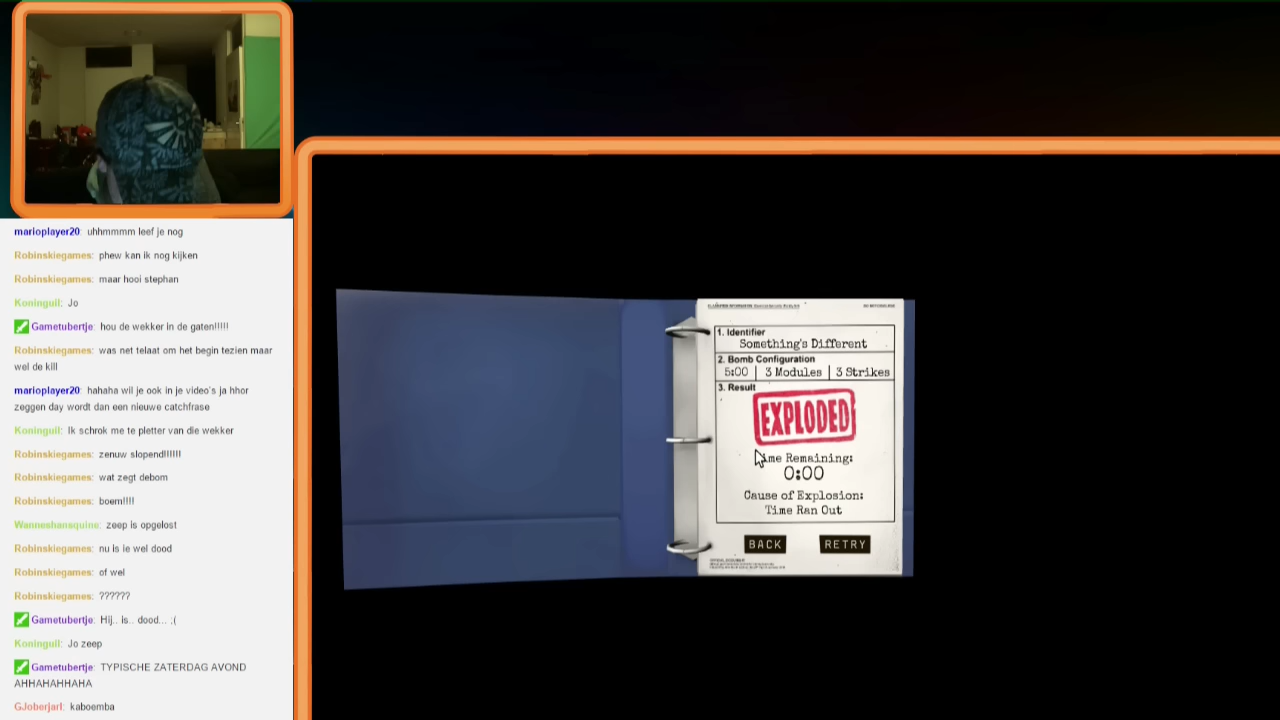 marioplayer20: uhhmmmm leef je nog
Robinskiegames: phew kan ik nog kijken
Robinskiegames: maar hooi stephan
Koningull: Jo
Gametubertje: hou de wekker in de gaten!!!!!
Robinskiegames: was net telaat om het begin tezien maar
wel de kill
marioplayer20: hahaha wil je ook in je video's ja hhor
zeggen day wordt dan een nieuwe catchfrase
Koningull: Ik schrok me te pletter van die wekker
Robinskiegames: zenuw slopend!!!!!!
Robinskiegames: wat zegt debom
Robinskiegames: boem!!!!
Wanneshansquine: zeep is opgelost
Robinskiegames: nu is ie wel dood
Robinskiegames: of wel
Robinskiegames: ??????
Gametubertje: Hij.. is.. dood... ;(
Koningull: Jo zeep
Gametubertje: TYPISCHE ZATERDAG AVOND
AHHAHAHHAHA
GJoberjarl: kaboemba
1. Identifier
Something's Different
2. Bomb Configuration
5:00 | 3 Modules | 3 Strikes
3. Result
EXPLODED
Time Remaining:
0:00
Cause of Explosion:
Time Ran Out
BACK RETRY